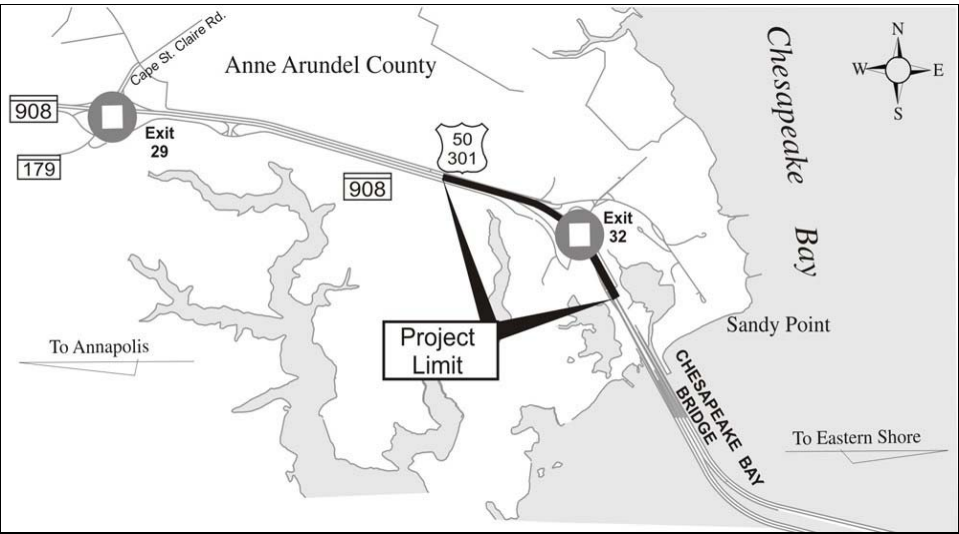 N
W
E
S
Cape St. Claire Rd.
Anne Arundel County
Chesapeake
Bay
908
Exit
29
179
50
301
908
Exit
32
Project
Limit
Sandy Point
To Annapolis
CHESAPEAKE BAY
BRIDGE
To Eastern Shore